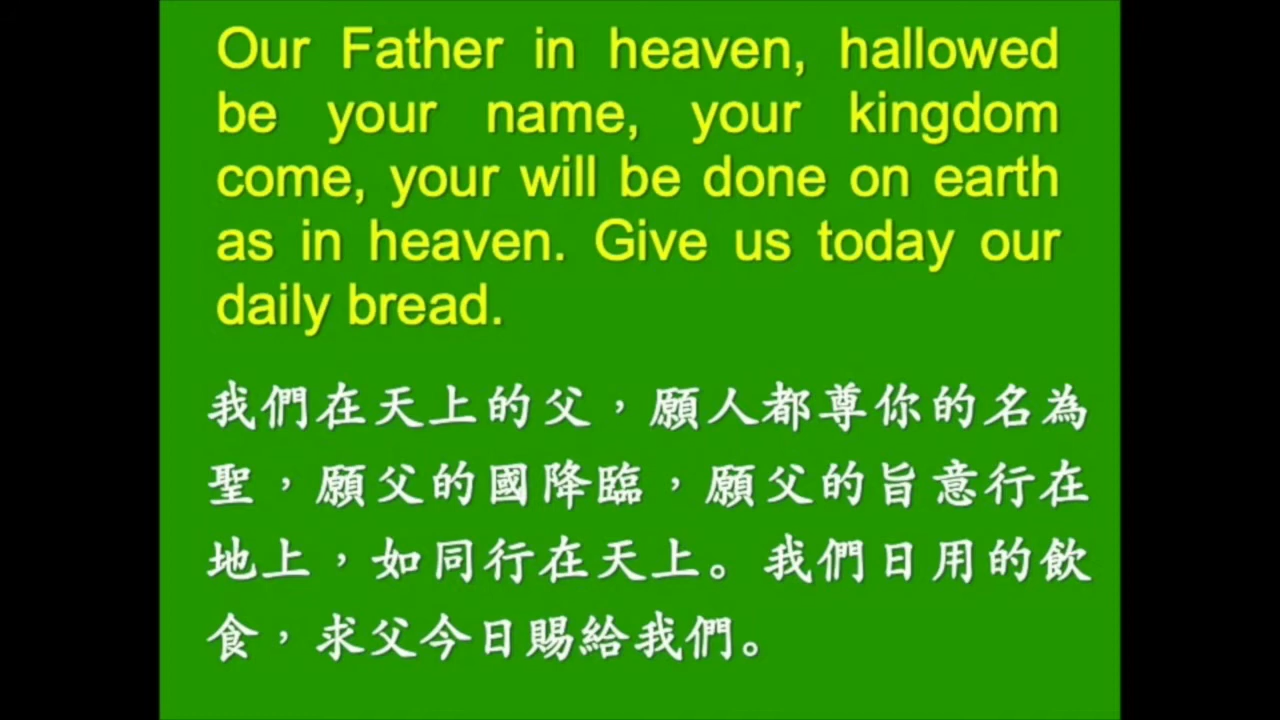 Our Father in heaven, hallowed
be your name, your kingdom
come, your will be done on earth
as in heaven. Give us today our
daily bread.
我們在天上的父，願人都尊你的名為
聖，願父的國降臨，願父的旨意行在
地上，如同行在天上。我們日用的飲
食，求父今日賜給我們。